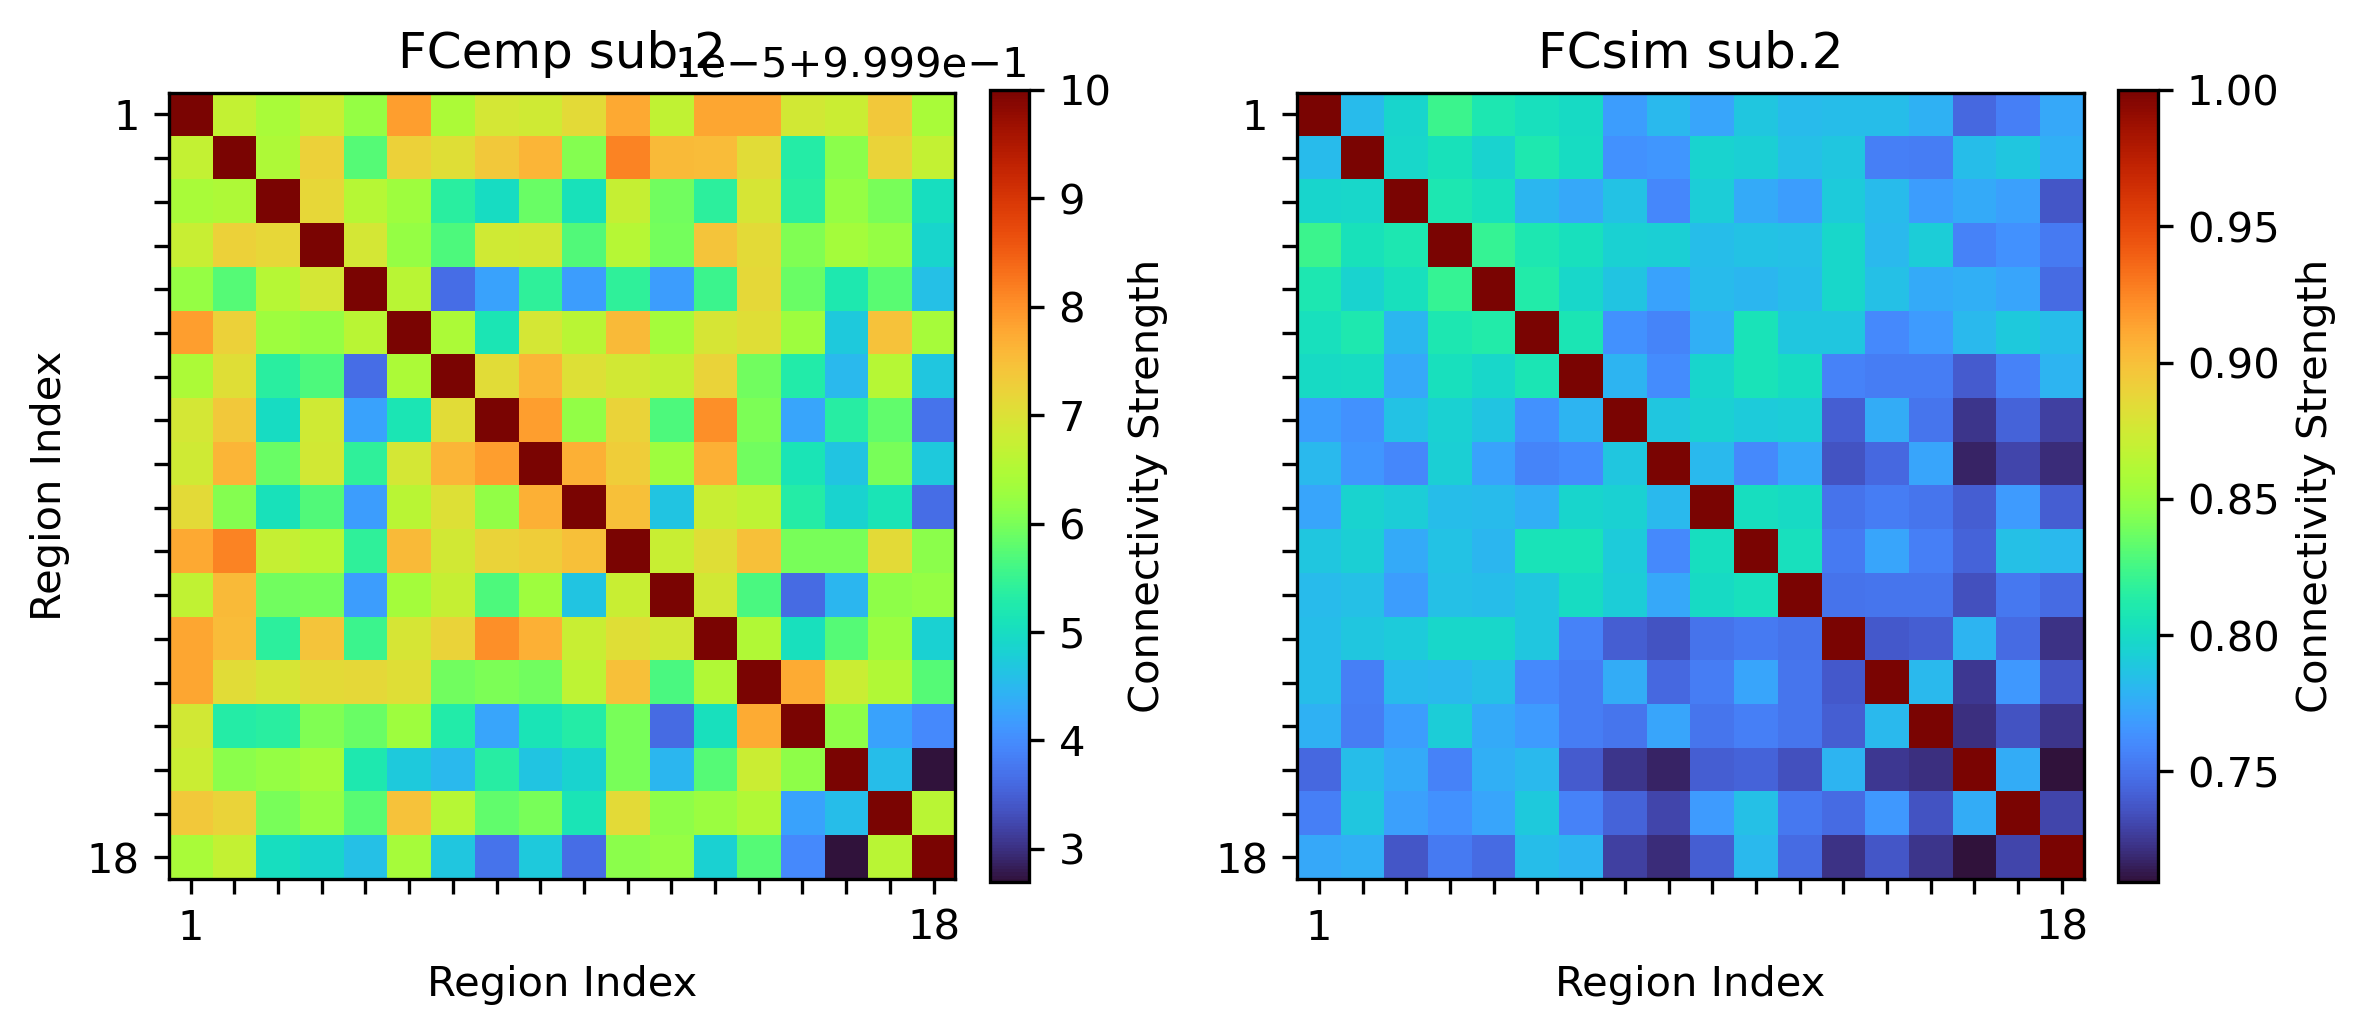 FCemp sub.2
1e−5+9.999e−1
1
18
Region Index
1
18
Region Index
10
9
8
7
6
5
4
3
Connectivity Strength
FCsim sub.2
1
18
1
18
Region Index
1.00
0.95
0.90
0.85
0.80
0.75
Connectivity Strength